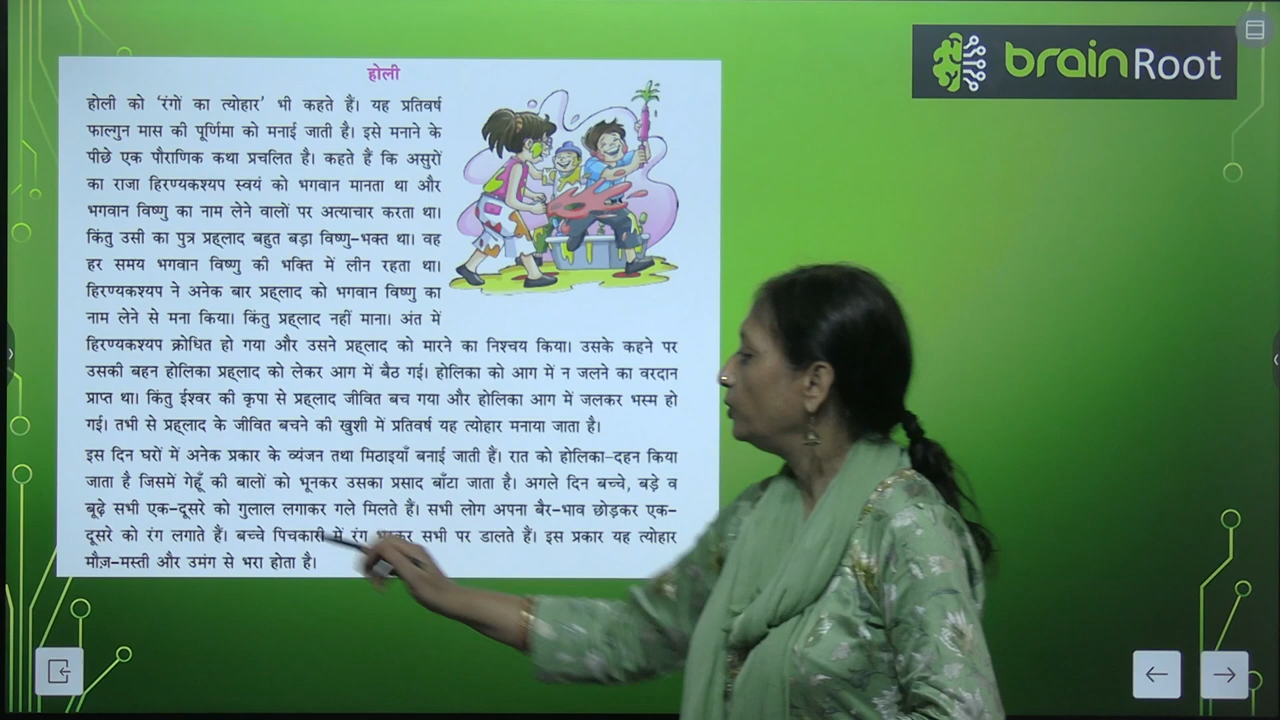 brainRoot
होली
होली को ‘रंगों का त्योहार’ भी कहते हैं। यह प्रतिवर्ष
फाल्गुन मास की पूर्णिमा को मनाई जाती है। इसे मनाने के
पीछे एक पौराणिक कथा प्रचलित है। कहते हैं कि असुरों
का राजा हिरण्यकश्यप स्वयं को भगवान मानता था और
भगवान विष्णु का नाम लेने वालों पर अत्याचार करता था।
किंतु उसी का पुत्र प्रह्लाद बहुत बड़ा विष्णु-भक्त था। वह
हर समय भगवान विष्णु की भक्ति में लीन रहता था।
हिरण्यकश्यप ने अनेक बार प्रह्लाद को भगवान विष्णु का
नाम लेने से मना किया। किंतु प्रह्लाद नहीं माना। अंत में
हिरण्यकश्यप क्रोधित हो गया और उसने प्रह्लाद को मारने का निश्चय किया। उसके कहने पर
उसकी बहन होलिका प्रह्लाद को लेकर आग में बैठ गई। होलिका को आग में न जलने का वरदान
प्राप्त था। किंतु ईश्वर की कृपा से प्रह्लाद जीवित बच गया और होलिका आग में जलकर भस्म हो
गई। तभी से प्रह्लाद के जीवित बचने की खुशी में प्रतिवर्ष यह त्योहार मनाया जाता है।
इस दिन घरों में अनेक प्रकार के व्यंजन तथा मिठाइयाँ बनाई जाती हैं। रात को होलिका-दहन किया
जाता है जिसमें गेहूँ की बालों को भूनकर उसका प्रसाद बाँटा जाता है। अगले दिन बच्चे, बड़े व
बूढ़े सभी एक-दूसरे को गुलाल लगाकर गले मिलते हैं। सभी लोग अपना बैर-भाव छोड़कर एक-
दूसरे को रंग लगाते हैं। बच्चे पिचकारी में रंग सभी पर डालते हैं। इस प्रकार यह त्योहार
मौज़-मस्ती और उमंग से भरा होता है।